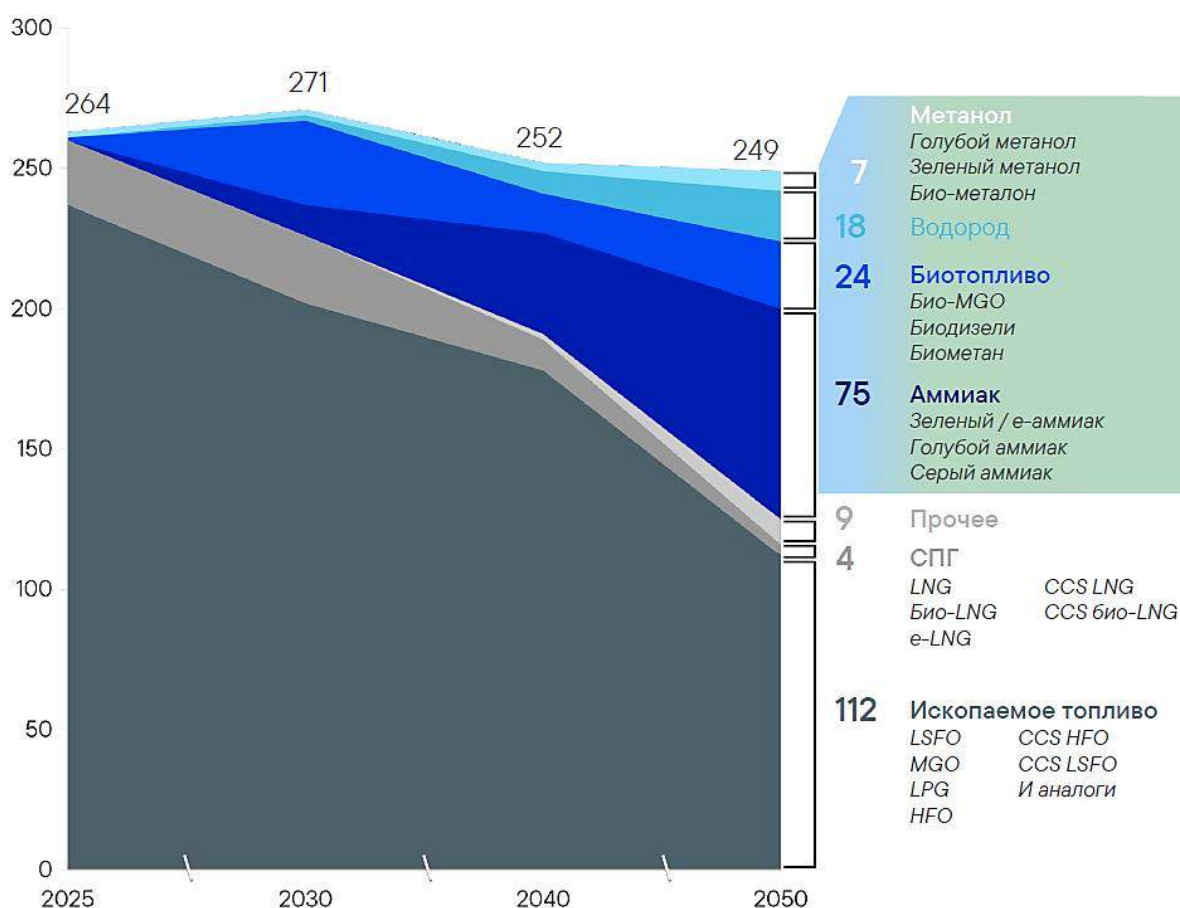 300
264
271
252
249
250
200
150
100
50
0
2025
2030
2040
2050
Метанол
7
Голубой метанол
Зеленый метанол
Био-металон
18 Водород
24 Биотопливо
Био-MGO
Биодизели
Биометан
75 Аммиак
Зеленый / е-аммиак
Голубой аммиак
Серый аммиак
9 Прочее
4 СПГ
LNG CCS LNG
Био-LNG CCS био-LNG
e-LNG
112 Ископаемое топливо
LSFO CCS HFO
MGO CCS LSFO
LPG И аналоги
HFO